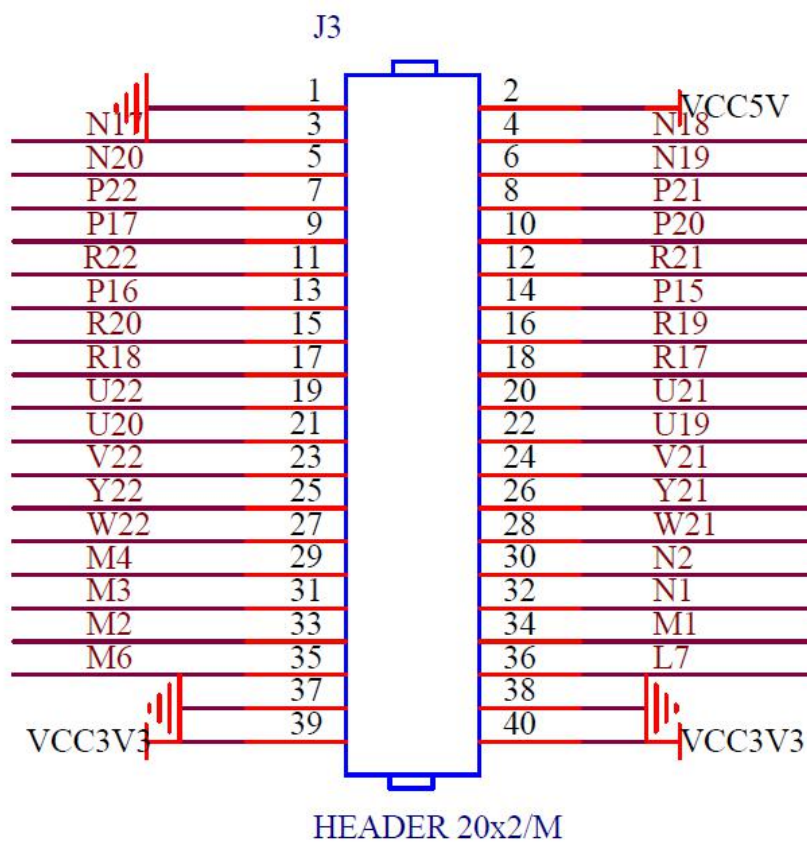 J3
1 2 VCC5V
N17 3 4 N18
N20 5 6 N19
P22 7 8 P21
P17 9 10 P20
R22 11 12 R21
P16 13 14 P15
R20 15 16 R19
R18 17 18 R17
U22 19 20 U21
U20 21 22 U19
V22 23 24 V21
Y22 25 26 Y21
W22 27 28 W21
M4 29 30 N2
M3 31 32 N1
M2 33 34 M1
M6 35 36 L7
37 38
VCC3V3 39 40 VCC3V3
HEADER 20x2/M